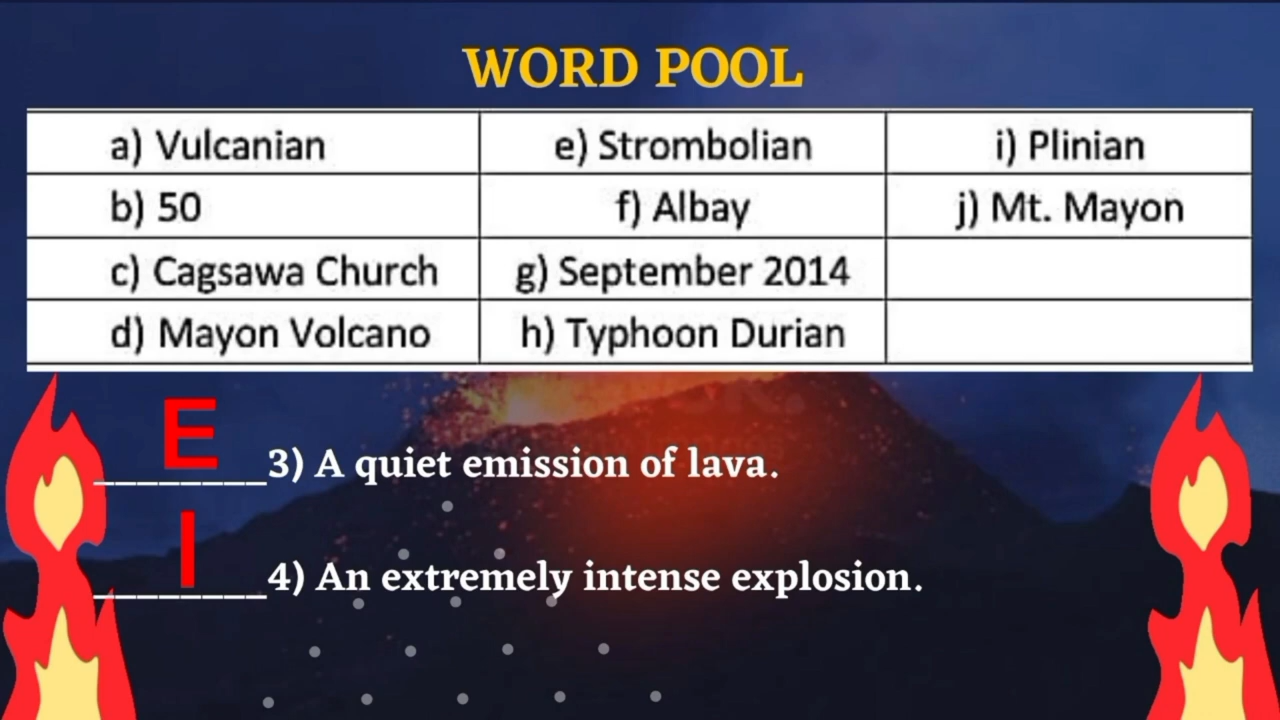 WORD POOL
a) Vulcanian e) Strombolian i) Plinian
b) 50 f) Albay j) Mt. Mayon
c) Cagsawa Church g) September 2014
d) Mayon Volcano h) Typhoon Durian
E
________3) A quiet emission of lava.
I
________4) An extremely intense explosion.